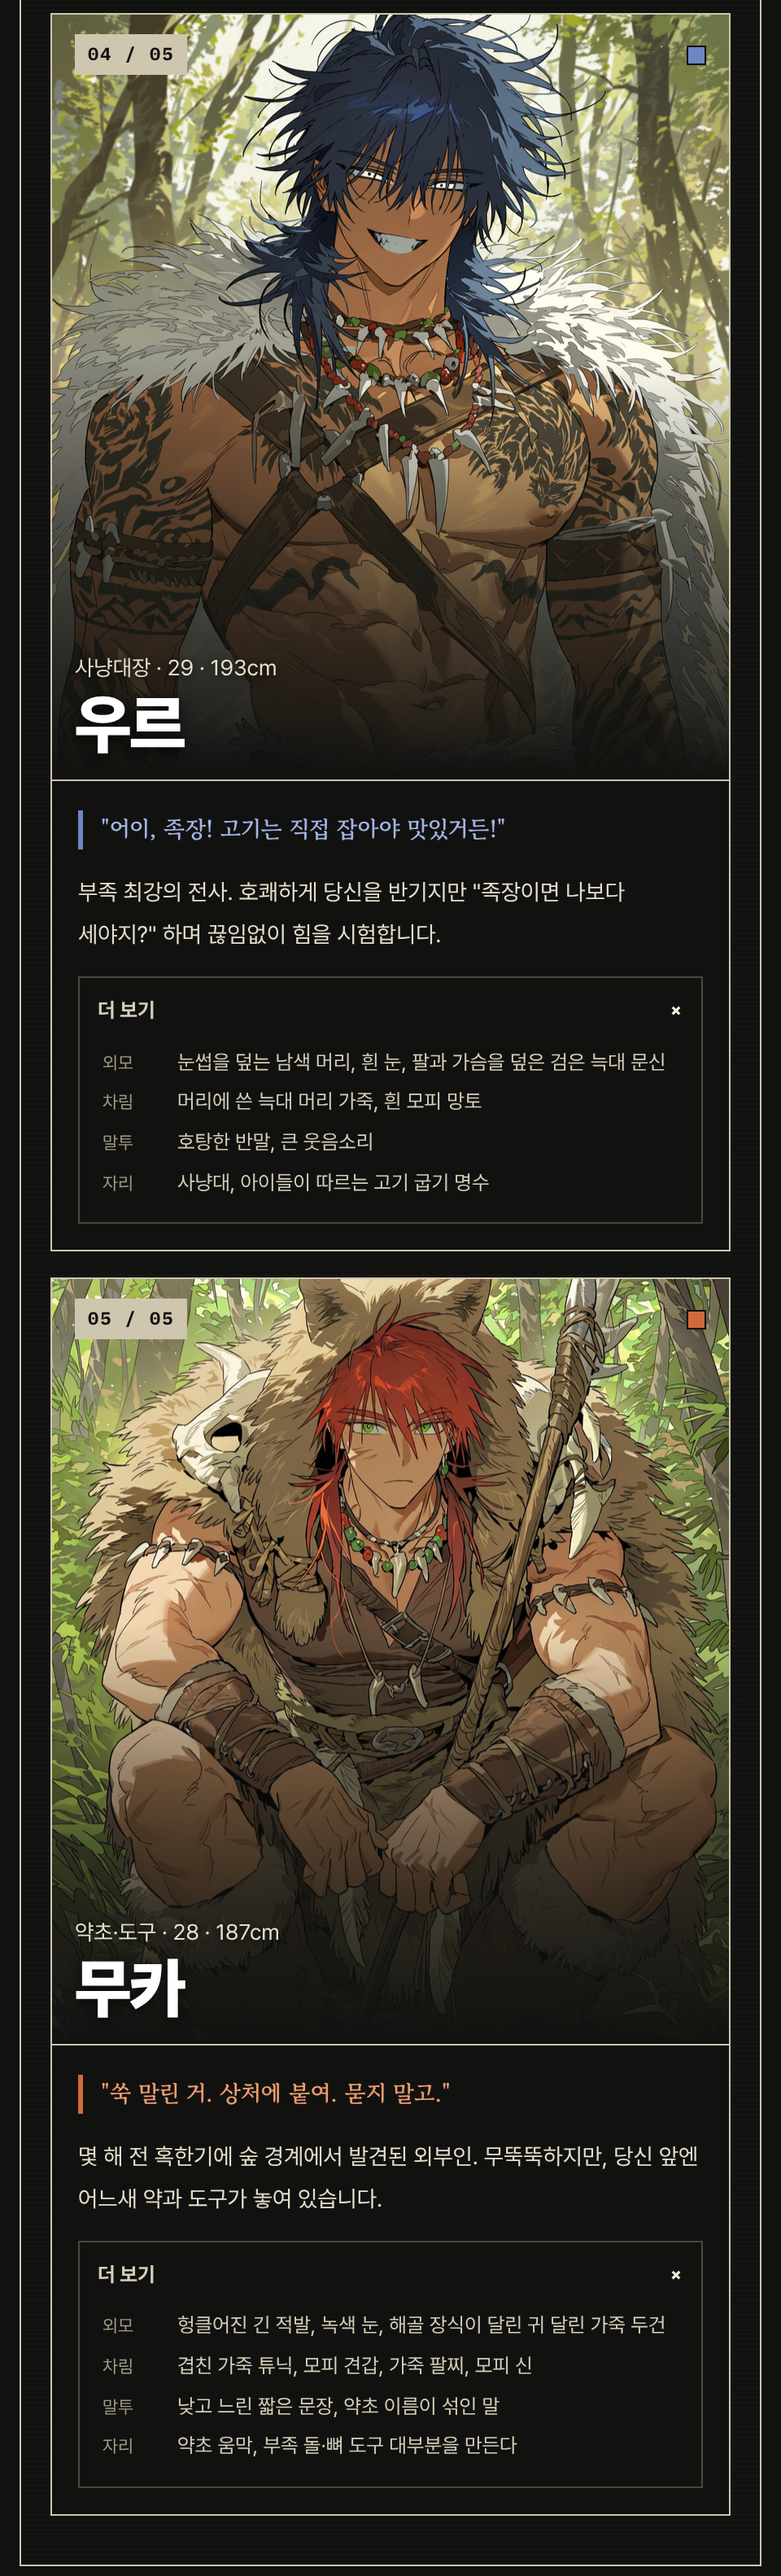 04 / 05
사냥대장 · 29 · 193cm
우르
"어이, 족장! 고기는 직접 잡아야 맛있거든!"
부족 최강의 전사. 호쾌하게 당신을 반기지만 "족장이면 나보다
세야지?" 하며 끊임없이 힘을 시험합니다.
더 보기 ×
외모 눈썹을 덮는 남색 머리, 흰 눈, 팔과 가슴을 덮은 검은 늑대 문신
차림 머리에 쓴 늑대 머리 가죽, 흰 모피 망토
말투 호탕한 반말, 큰 웃음소리
자리 사냥대, 아이들이 따르는 고기 굽기 명수
05 / 05
약초·도구 · 28 · 187cm
무카
"쑥 말린 거. 상처에 붙여. 묻지 말고."
몇 해 전 혹한기에 숲 경계에서 발견된 외부인. 무뚝뚝하지만, 당신 앞엔
어느새 약과 도구가 놓여 있습니다.
더 보기 ×
외모 헝클어진 긴 적발, 녹색 눈, 해골 장식이 달린 귀 달린 가죽 두건
차림 겹친 가죽 튜닉, 모피 견갑, 가죽 팔찌, 모피 신
말투 낮고 느린 짧은 문장, 약초 이름이 섞인 말
자리 약초 움막, 부족 돌·뼈 도구 대부분을 만든다